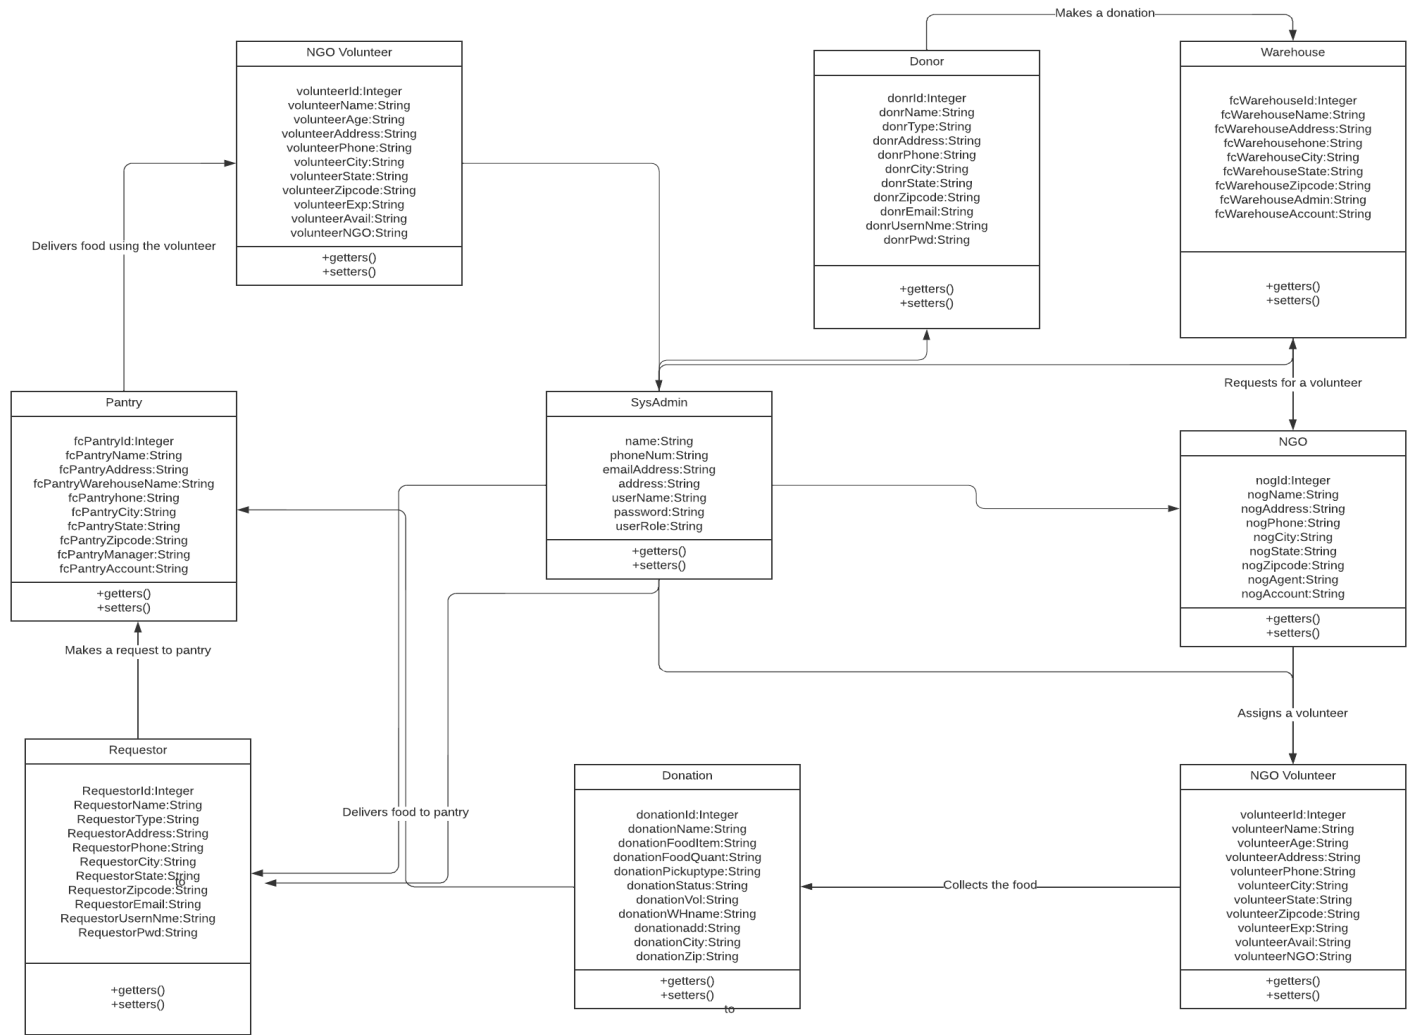 Makes a donation
NGO Volunteer
volunteerId:Integer
volunteerName:String
volunteerAge:String
volunteerAddress:String
volunteerPhone:String
volunteerCity:String
volunteerState:String
volunteerZipcode:String
volunteerExp:String
volunteerAvail:String
volunteerNGO:String
+getters()
+setters()
Donor
donrId:Integer
donrName:String
donrType:String
donrAddress:String
donrPhone:String
donrCity:String
donrState:String
donrZipcode:String
donrEmail:String
donrUsernNme:String
donrPwd:String
+getters()
+setters()
Warehouse
fcWarehouseId:Integer
fcWarehouseName:String
fcWarehouseAddress:String
fcWarehousehone:String
fcWarehouseCity:String
fcWarehouseState:String
fcWarehouseZipcode:String
fcWarehouseAdmin:String
fcWarehouseAccount:String
+getters()
+setters()
Delivers food using the volunteer
Requests for a volunteer
Pantry
fcPantryId:Integer
fcPantryName:String
fcPantryAddress:String
fcPantryWarehouseName:String
fcPantryhone:String
fcPantryCity:String
fcPantryState:String
fcPantryZipcode:String
fcPantryManager:String
fcPantryAccount:String
+getters()
+setters()
SysAdmin
name:String
phoneNum:String
emailAddress:String
address:String
userName:String
password:String
userRole:String
+getters()
+setters()
NGO
nogId:Integer
nogName:String
nogAddress:String
nogPhone:String
nogCity:String
nogState:String
nogZipcode:String
nogAgent:String
nogAccount:String
+getters()
+setters()
Makes a request to pantry
Assigns a volunteer
Requestor
RequestorId:Integer
RequestorName:String
RequestorType:String
RequestorAddress:String
RequestorPhone:String
RequestorCity:String
RequestorState:String
to
RequestorZipcode:String
RequestorEmail:String
RequestorUsernNme:String
RequestorPwd:String
+getters()
+setters()
Delivers food to pantry
Donation
donationId:Integer
donationName:String
donationFoodItem:String
donationFoodQuant:String
donationPickuptype:String
donationStatus:String
donationVol:String
donationWHname:String
donationadd:String
donationCity:String
donationZip:String
+getters()
+setters()
to
Collects the food
NGO Volunteer
volunteerId:Integer
volunteerName:String
volunteerAge:String
volunteerAddress:String
volunteerPhone:String
volunteerCity:String
volunteerState:String
volunteerZipcode:String
volunteerExp:String
volunteerAvail:String
volunteerNGO:String
+getters()
+setters()